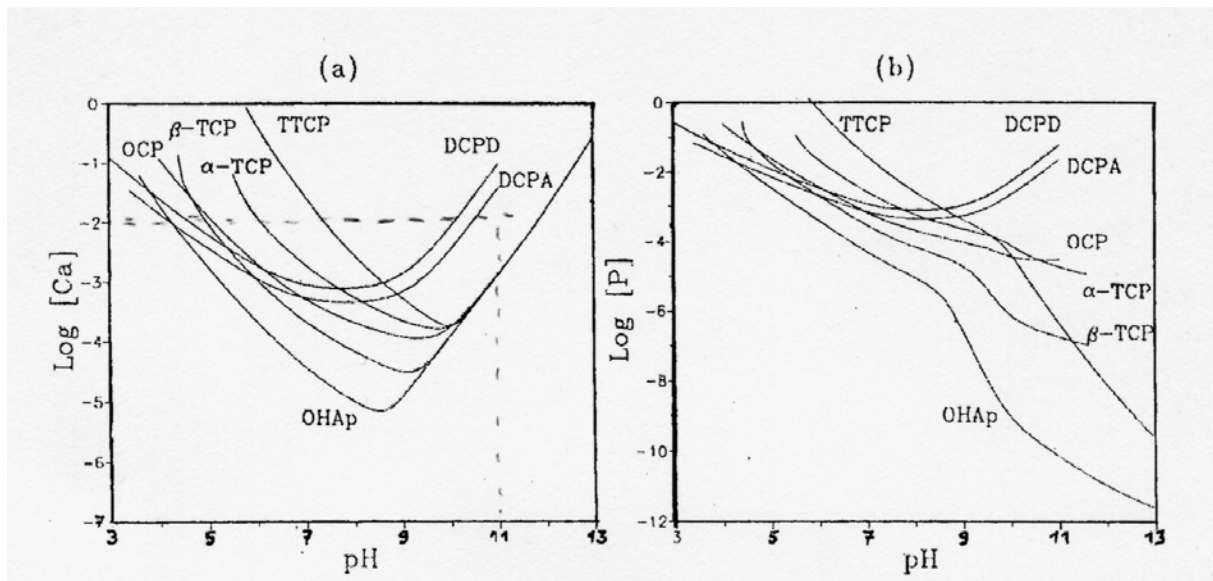 (a)
0
-1
-2
-3
-4
-5
-6
-7
Log [Ca]
OCP
β-TCP
α-TCP
TTCP
DCPD
DCPA
OHAp
3 5 7 9 11 13
pH
(b)
0
-2
-4
-6
-8
-10
-12
Log [P]
TTCP
DCPD
DCPA
OCP
α-TCP
β-TCP
OHAp
3 5 7 9 11 13
pH